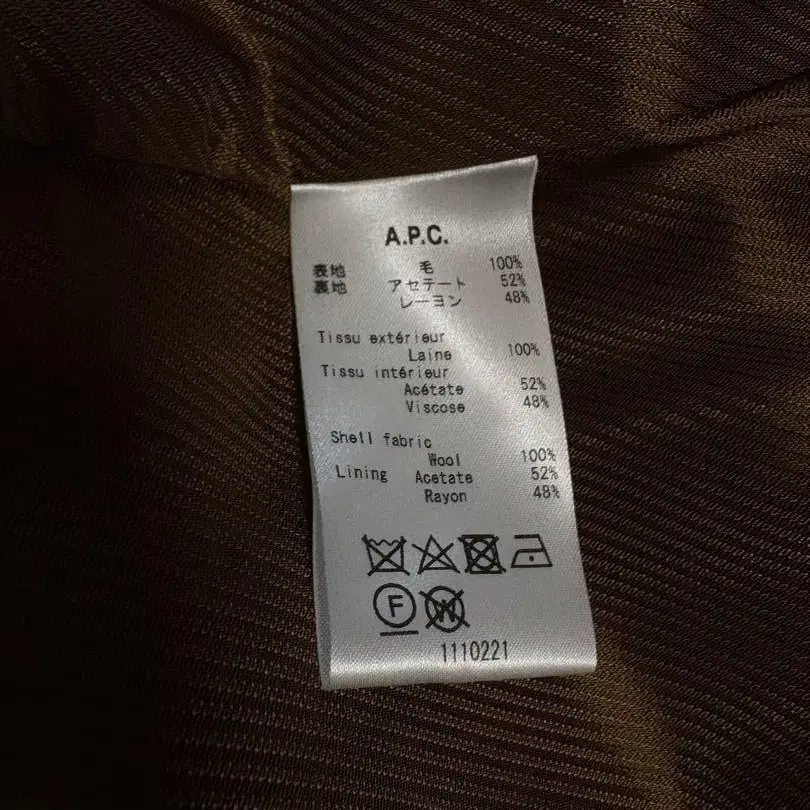 A.P.C.
表地 毛 100%
裏地 アセテート 52%
レーヨン 48%
Tissu extérieur
Laine 100%
Tissu intérieur
Acétate 52%
Viscose 48%
Shell fabric
Wool 100%
Lining Acetate 52%
Rayon 48%
F W
1110221